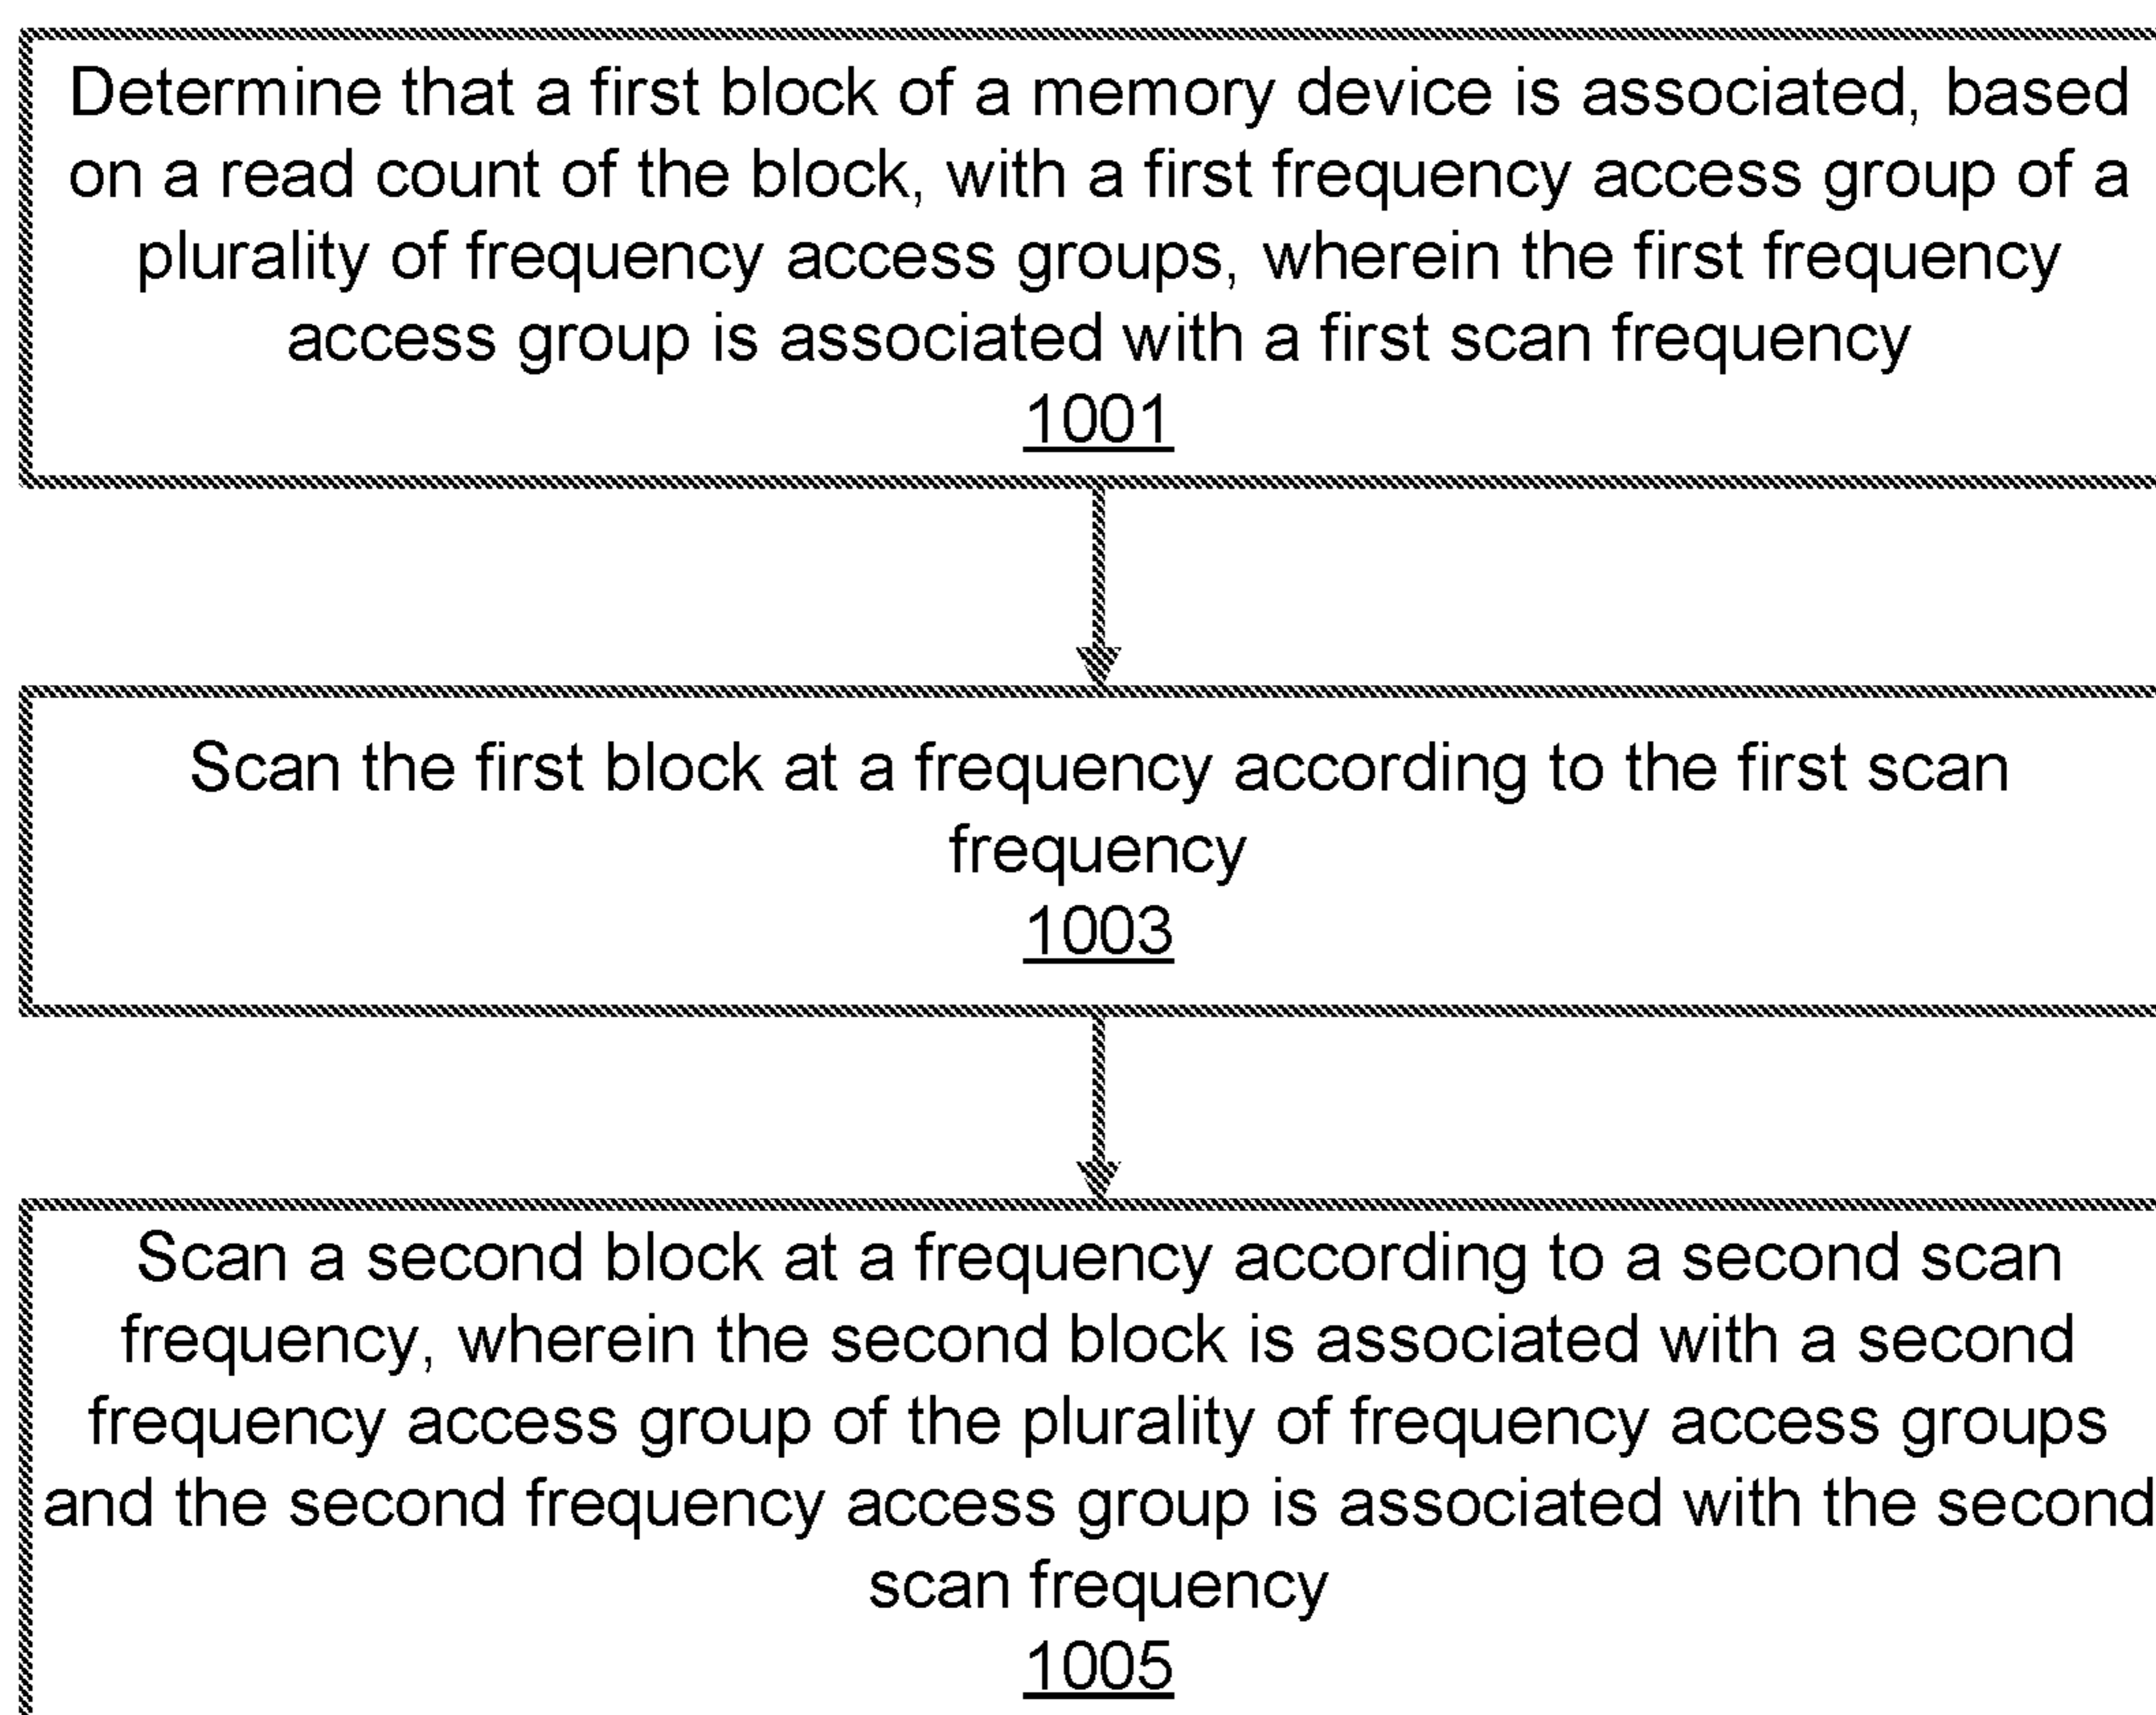 Determine that a first block of a memory device is associated, based
on a read count of the block, with a first frequency access group of a
plurality of frequency access groups, wherein the first frequency
access group is associated with a first scan frequency
1001
Scan the first block at a frequency according to the first scan
frequency
1003
Scan a second block at a frequency according to a second scan
frequency, wherein the second block is associated with a second
frequency access group of the plurality of frequency access groups
and the second frequency access group is associated with the second
scan frequency
1005